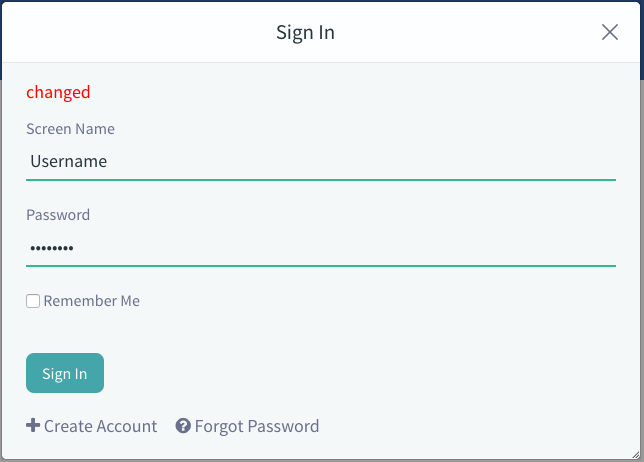 Sign In
changed
Screen Name
Username
Password
••••••••
Remember Me
Sign In
Create Account Forgot Password